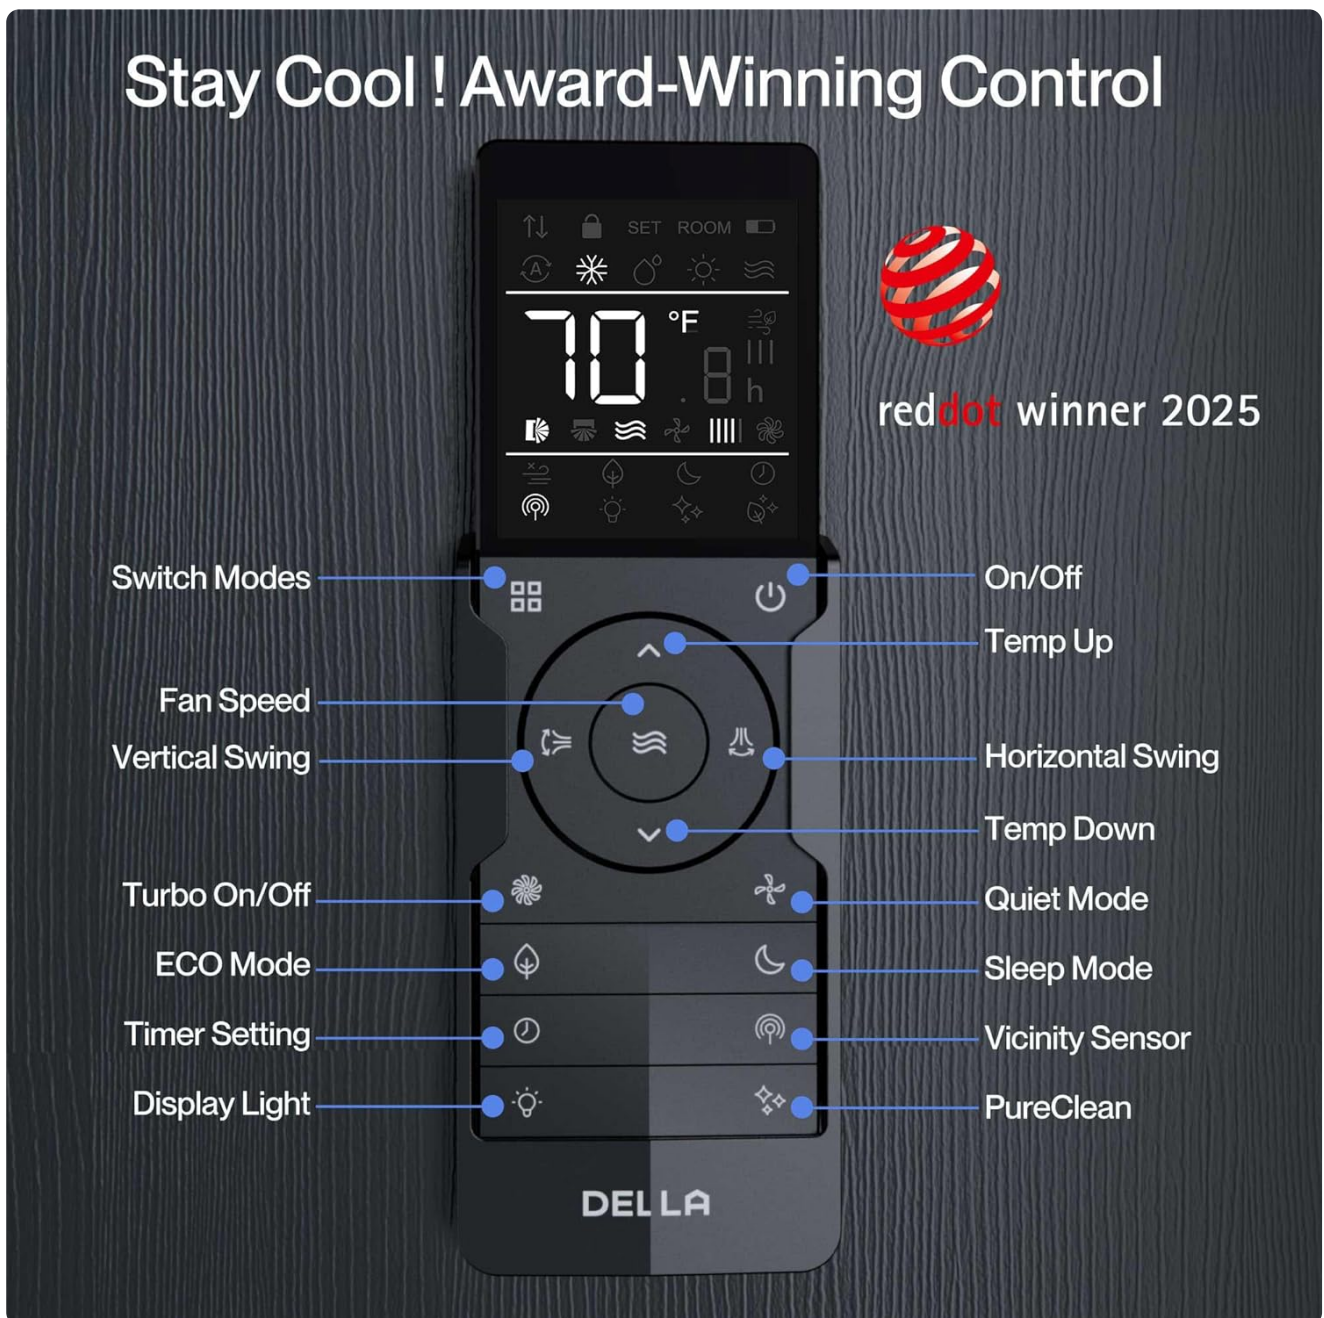 Stay Cool ! Award-Winning Control
SET ROOM
A
70 °F
.8 h
reddot winner 2025
Switch Modes
On/Off
Temp Up
Fan Speed
Vertical Swing
Horizontal Swing
Temp Down
Turbo On/Off
Quiet Mode
ECO Mode
Sleep Mode
Timer Setting
Vicinity Sensor
Display Light
PureClean
DELLA